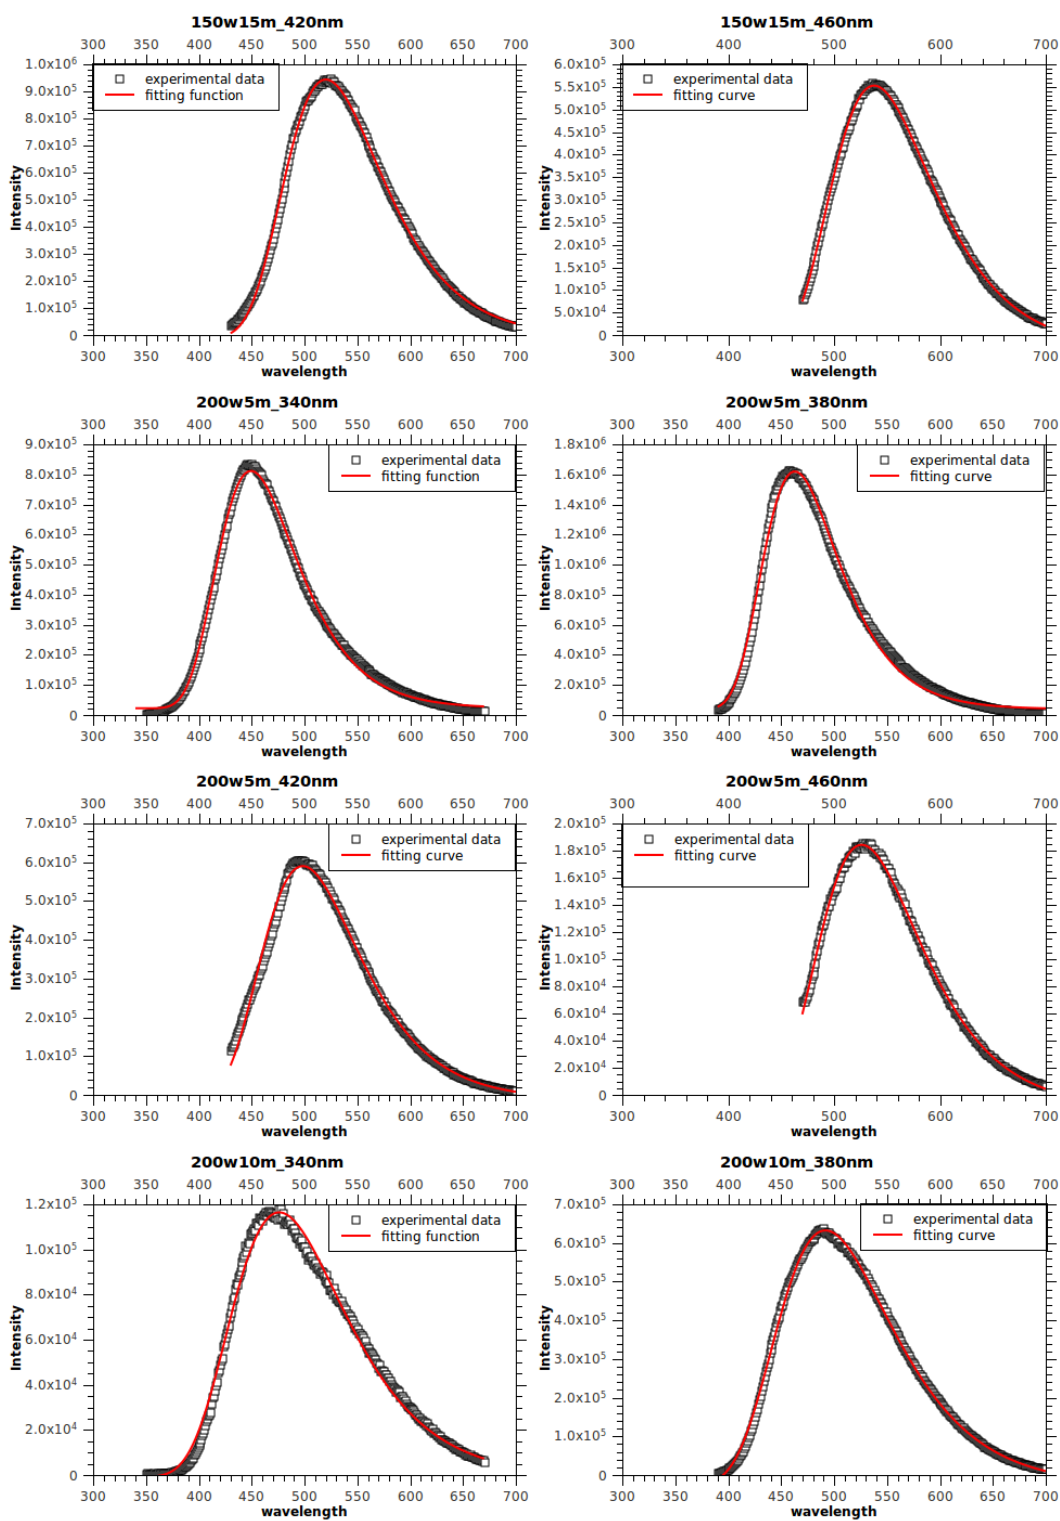 150w15m_420nm
300 350 400 450 500 550 600 650 700
1.0x10⁶
9.0x10⁵
8.0x10⁵
7.0x10⁵
6.0x10⁵
5.0x10⁵
4.0x10⁵
3.0x10⁵
2.0x10⁵
1.0x10⁵
0
Intensity
experimental data
fitting function
300 350 400 450 500 550 600 650 700
wavelength
150w15m_460nm
300 400 500 600 700
6.0x10⁵
5.5x10⁵
5.0x10⁵
4.5x10⁵
4.0x10⁵
3.5x10⁵
3.0x10⁵
2.5x10⁵
2.0x10⁵
1.5x10⁵
1.0x10⁵
5.0x10⁴
0
Intensity
experimental data
fitting curve
300 400 500 600 700
wavelength
200w5m_340nm
300 350 400 450 500 550 600 650 700
9.0x10⁵
8.0x10⁵
7.0x10⁵
6.0x10⁵
5.0x10⁵
4.0x10⁵
3.0x10⁵
2.0x10⁵
1.0x10⁵
0
Intensity
experimental data
fitting function
300 350 400 450 500 550 600 650 700
wavelength
200w5m_380nm
300 350 400 450 500 550 600 650 700
1.8x10⁶
1.6x10⁶
1.4x10⁶
1.2x10⁶
1.0x10⁶
8.0x10⁵
6.0x10⁵
4.0x10⁵
2.0x10⁵
0
Intensity
experimental data
fitting curve
300 350 400 450 500 550 600 650 700
wavelength
200w5m_420nm
300 350 400 450 500 550 600 650 700
7.0x10⁵
6.0x10⁵
5.0x10⁵
4.0x10⁵
3.0x10⁵
2.0x10⁵
1.0x10⁵
0
Intensity
experimental data
fitting curve
300 350 400 450 500 550 600 650 700
wavelength
200w5m_460nm
300 400 500 600 700
2.0x10⁵
1.8x10⁵
1.6x10⁵
1.4x10⁵
1.2x10⁵
1.0x10⁵
8.0x10⁴
6.0x10⁴
4.0x10⁴
2.0x10⁴
0
Intensity
experimental data
fitting curve
300 400 500 600 700
wavelength
200w10m_340nm
300 350 400 450 500 550 600 650 700
1.2x10⁵
1.0x10⁵
8.0x10⁴
6.0x10⁴
4.0x10⁴
2.0x10⁴
0
Intensity
experimental data
fitting function
300 350 400 450 500 550 600 650 700
wavelength
200w10m_380nm
300 350 400 450 500 550 600 650 700
7.0x10⁵
6.0x10⁵
5.0x10⁵
4.0x10⁵
3.0x10⁵
2.0x10⁵
1.0x10⁵
0
Intensity
experimental data
fitting curve
300 350 400 450 500 550 600 650 700
wavelength